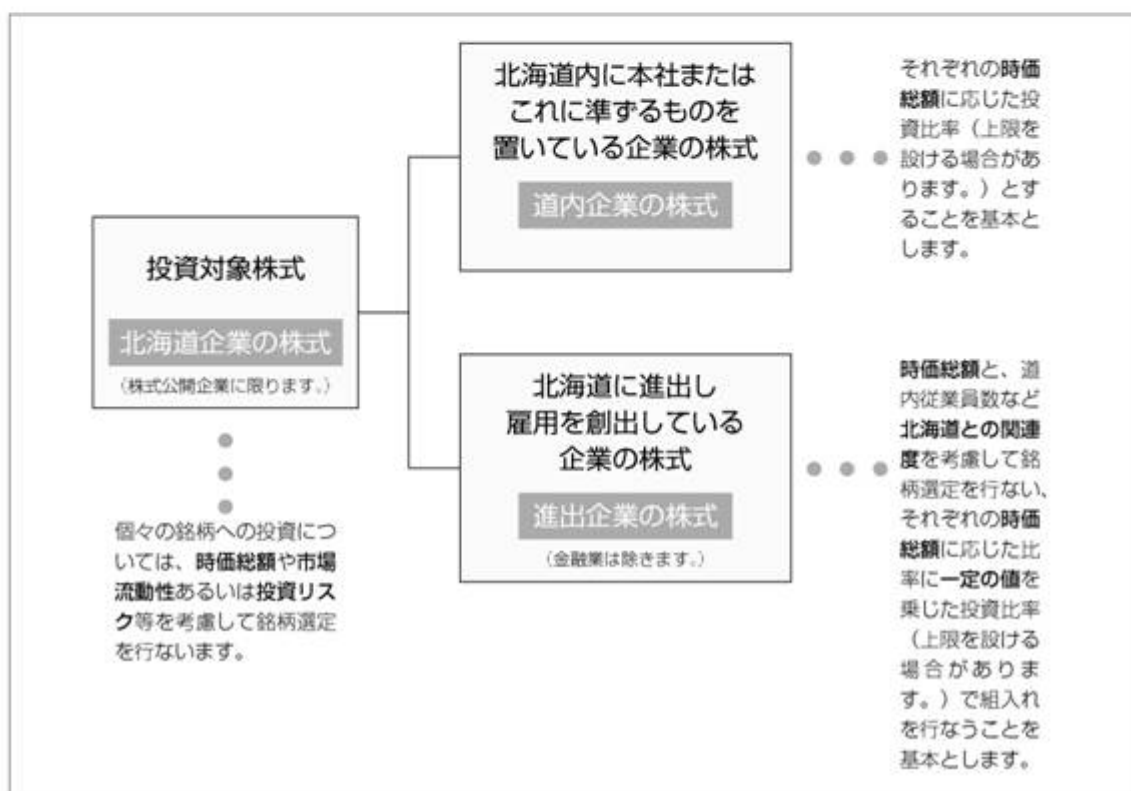 投資対象株式
北海道企業の株式
（株式公開企業に限ります。）
個々の銘柄への投資につ
いては、時価総額や市場
流動性あるいは投資リス
ク等を考慮して銘柄選定
を行ないます。
北海道内に本社または
これに準ずるものを
置いている企業の株式
道内企業の株式
それぞれの時価
総額に応じた投
資比率（上限を
設ける場合があ
ります。）とす
ることを基本と
します。
北海道に進出し
雇用を創出している
企業の株式
進出企業の株式
（金融業は除きます。）
時価総額と、道
内従業員数など
北海道との関連
度を考慮して銘
柄選定を行ない、
それぞれの時価
総額に応じた比
率に一定の値を
乗じた投資比率
（上限を設ける
場合がありま
す。）で組入れ
を行なうことを
基本とします。